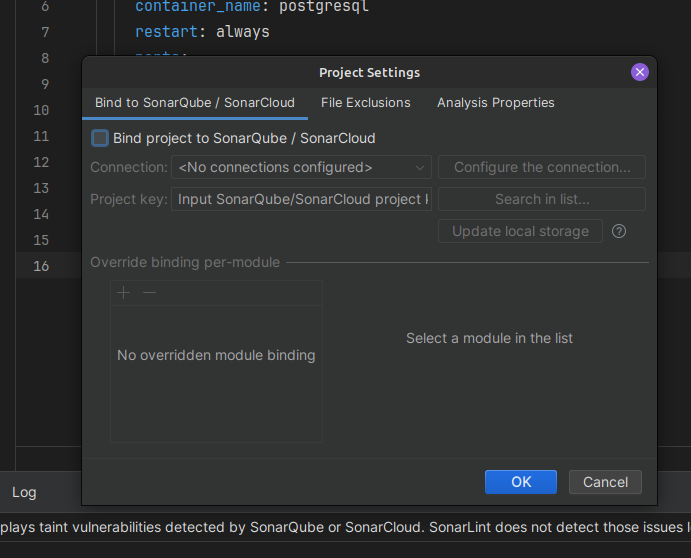 6 container_name: postgresql
7 restart: always
8
9
10
11
12
13
14
15
16
Project Settings
Bind to SonarQube / SonarCloud File Exclusions Analysis Properties
Bind project to SonarQube / SonarCloud
Connection: <No connections configured> Configure the connection...
Project key: Input SonarQube/SonarCloud project Search in list...
Update local storage ?
Override binding per-module
No overridden module binding
Select a module in the list
OK Cancel
Log
plays taint vulnerabilities detected by SonarQube or SonarCloud. SonarLint does not detect those issues